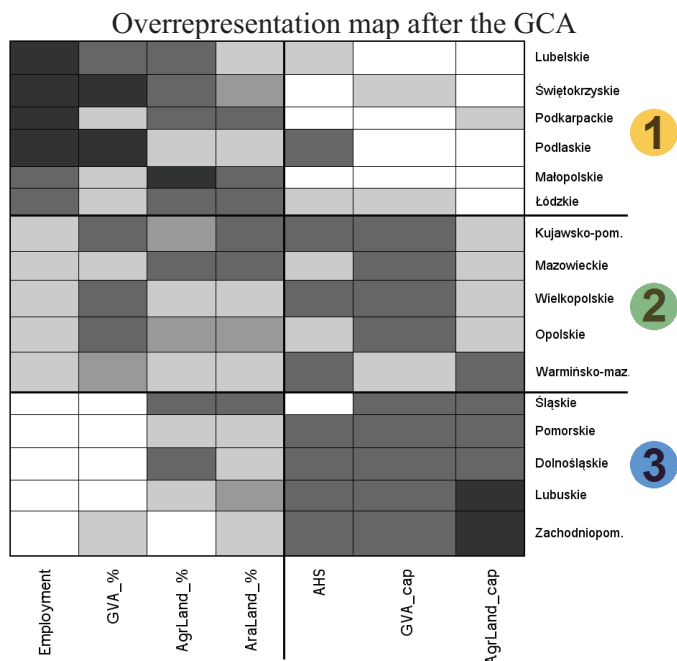 Overrepresentation map after the GCA
Lubelskie
Świętokrzyskie
Podkarpackie
Podlaskie
Małopolskie
Łódzkie
1
Kujawsko-pom.
Mazowieckie
Wielkopolskie
Opolskie
Warmińsko-maz.
2
Śląskie
Pomorskie
Dolnośląskie
Lubuskie
Zachodniopom.
3
Employment
GVA_%
AgrLand_%
AraLand_%
AHS
GVA_cap
AgrLand_cap